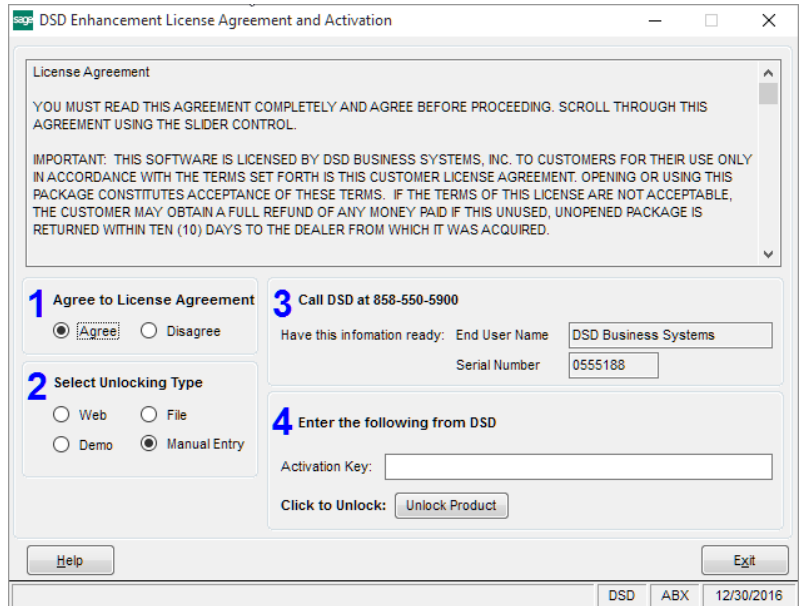 sage DSD Enhancement License Agreement and Activation
License Agreement
YOU MUST READ THIS AGREEMENT COMPLETELY AND AGREE BEFORE PROCEEDING. SCROLL THROUGH THIS
AGREEMENT USING THE SLIDER CONTROL.
IMPORTANT: THIS SOFTWARE IS LICENSED BY DSD BUSINESS SYSTEMS, INC. TO CUSTOMERS FOR THEIR USE ONLY
IN ACCORDANCE WITH THE TERMS SET FORTH IS THIS CUSTOMER LICENSE AGREEMENT. OPENING OR USING THIS
PACKAGE CONSTITUTES ACCEPTANCE OF THESE TERMS. IF THE TERMS OF THIS LICENSE ARE NOT ACCEPTABLE,
THE CUSTOMER MAY OBTAIN A FULL REFUND OF ANY MONEY PAID IF THIS UNUSED, UNOPENED PACKAGE IS
RETURNED WITHIN TEN (10) DAYS TO THE DEALER FROM WHICH IT WAS ACQUIRED.
1 Agree to License Agreement
Agree Disagree
2 Select Unlocking Type
Web File
Demo Manual Entry
3 Call DSD at 858-550-5900
Have this infomation ready: End User Name DSD Business Systems
Serial Number 0555188
4 Enter the following from DSD
Activation Key:
Click to Unlock: Unlock Product
Help Exit
DSD ABX 12/30/2016